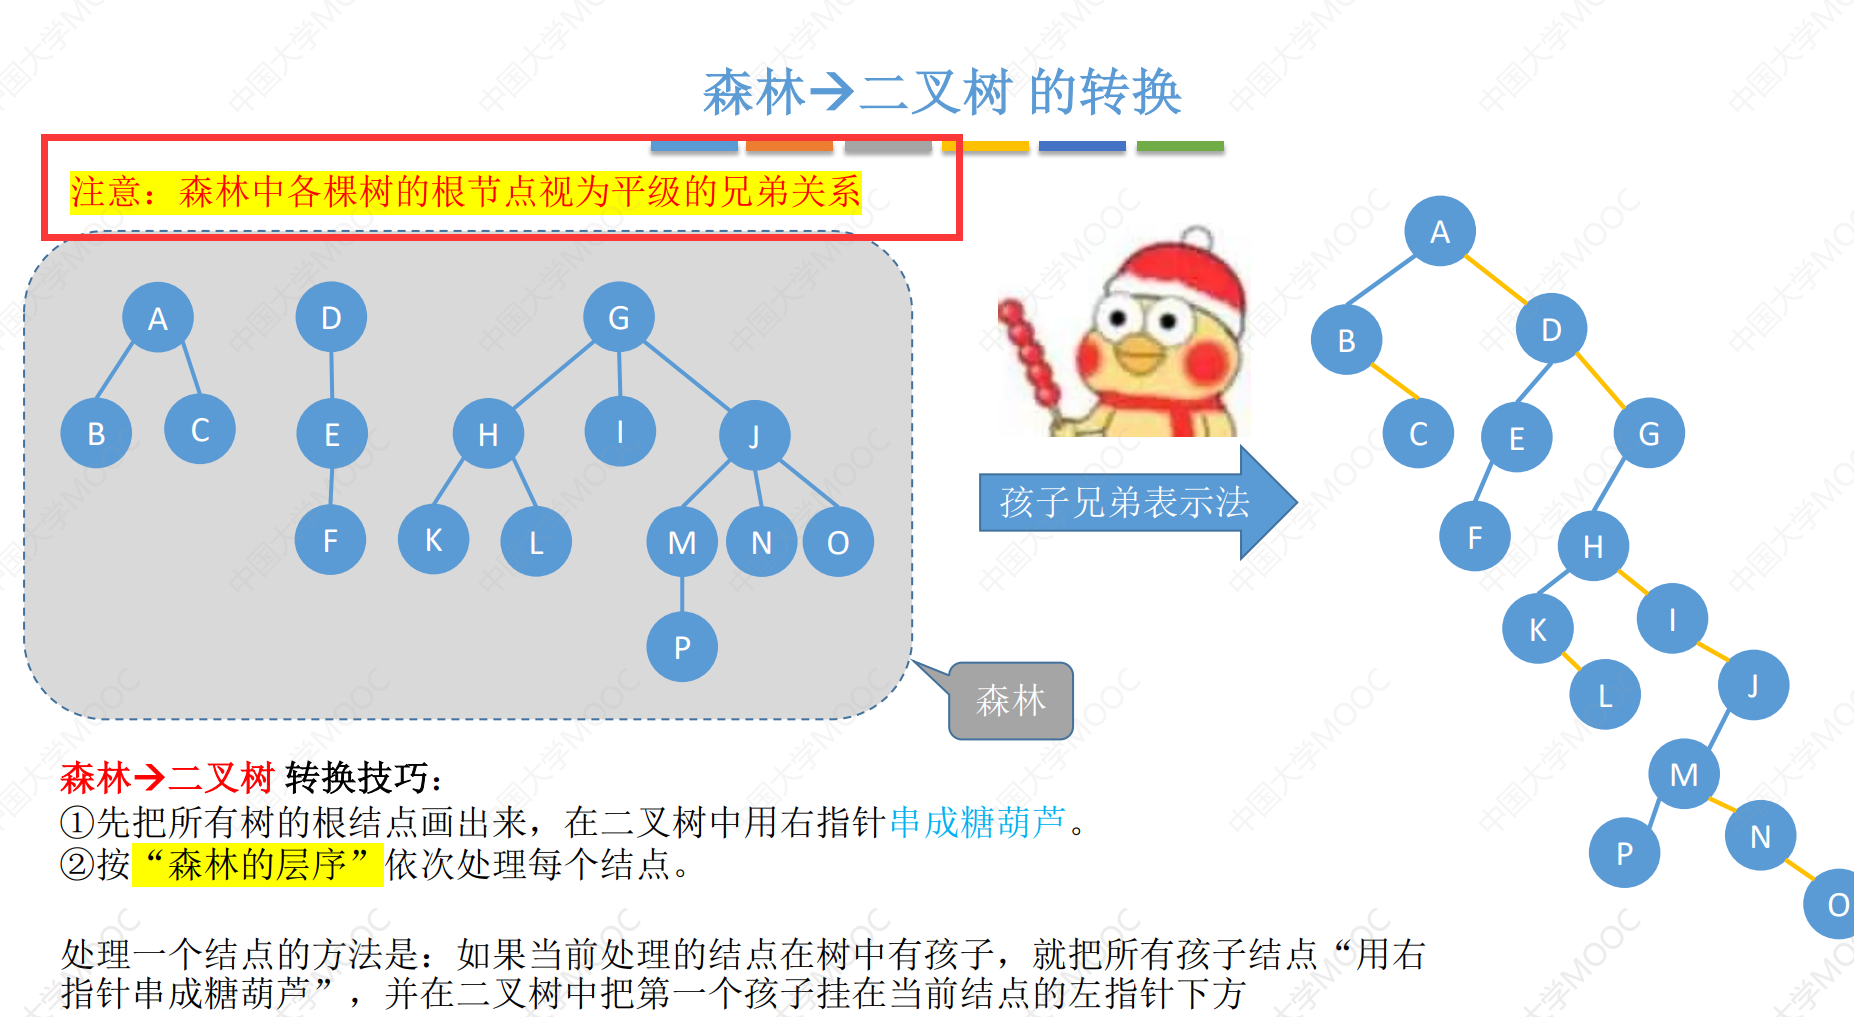 森林→二叉树 的转换
注意：森林中各棵树的根节点视为平级的兄弟关系
A D G
B C E H I J
F K L M N O
P
孩子兄弟表示法
森林
A
B D
C E G
F H
K I
L J
M
P N
O
森林→二叉树 转换技巧：
①先把所有树的根结点画出来，在二叉树中用右指针串成糖葫芦。
②按“森林的层序”依次处理每个结点。
处理一个结点的方法是：如果当前处理的结点在树中有孩子，就把所有孩子结点“用右
指针串成糖葫芦”，并在二叉树中把第一个孩子挂在当前结点的左指针下方
中国大学MOOC